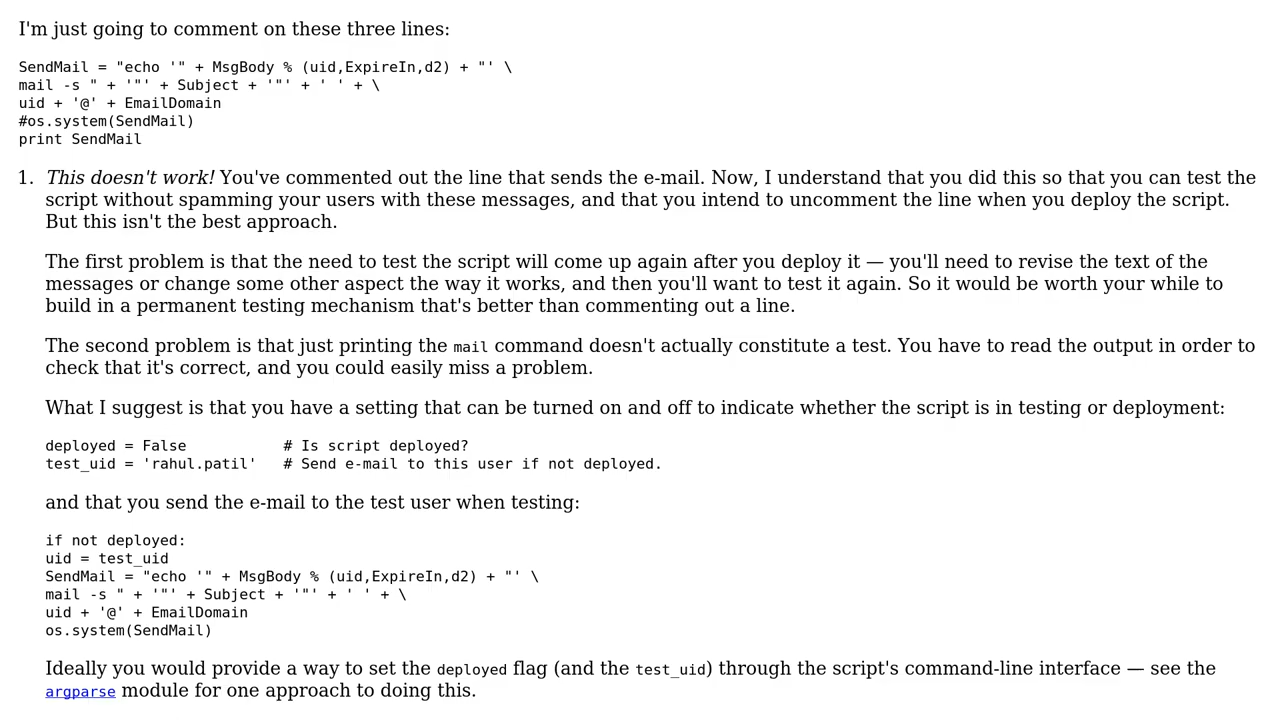 I'm just going to comment on these three lines:
SendMail = "echo '" + MsgBody % (uid,ExpireIn,d2) + "' \
mail -s " + '"' + Subject + '"' + ' ' + \
uid + '@' + EmailDomain
#os.system(SendMail)
print SendMail
1. This doesn't work! You've commented out the line that sends the e-mail. Now, I understand that you did this so that you can test the
script without spamming your users with these messages, and that you intend to uncomment the line when you deploy the script.
But this isn't the best approach.
The first problem is that the need to test the script will come up again after you deploy it — you'll need to revise the text of the
messages or change some other aspect the way it works, and then you'll want to test it again. So it would be worth your while to
build in a permanent testing mechanism that's better than commenting out a line.
The second problem is that just printing the mail command doesn't actually constitute a test. You have to read the output in order to
check that it's correct, and you could easily miss a problem.
What I suggest is that you have a setting that can be turned on and off to indicate whether the script is in testing or deployment:
deployed = False           # Is script deployed?
test_uid = 'rahul.patil'   # Send e-mail to this user if not deployed.
and that you send the e-mail to the test user when testing:
if not deployed:
uid = test_uid
SendMail = "echo '" + MsgBody % (uid,ExpireIn,d2) + "' \
mail -s " + '"' + Subject + '"' + ' ' + \
uid + '@' + EmailDomain
os.system(SendMail)
Ideally you would provide a way to set the deployed flag (and the test_uid) through the script's command-line interface — see the
argparse module for one approach to doing this.